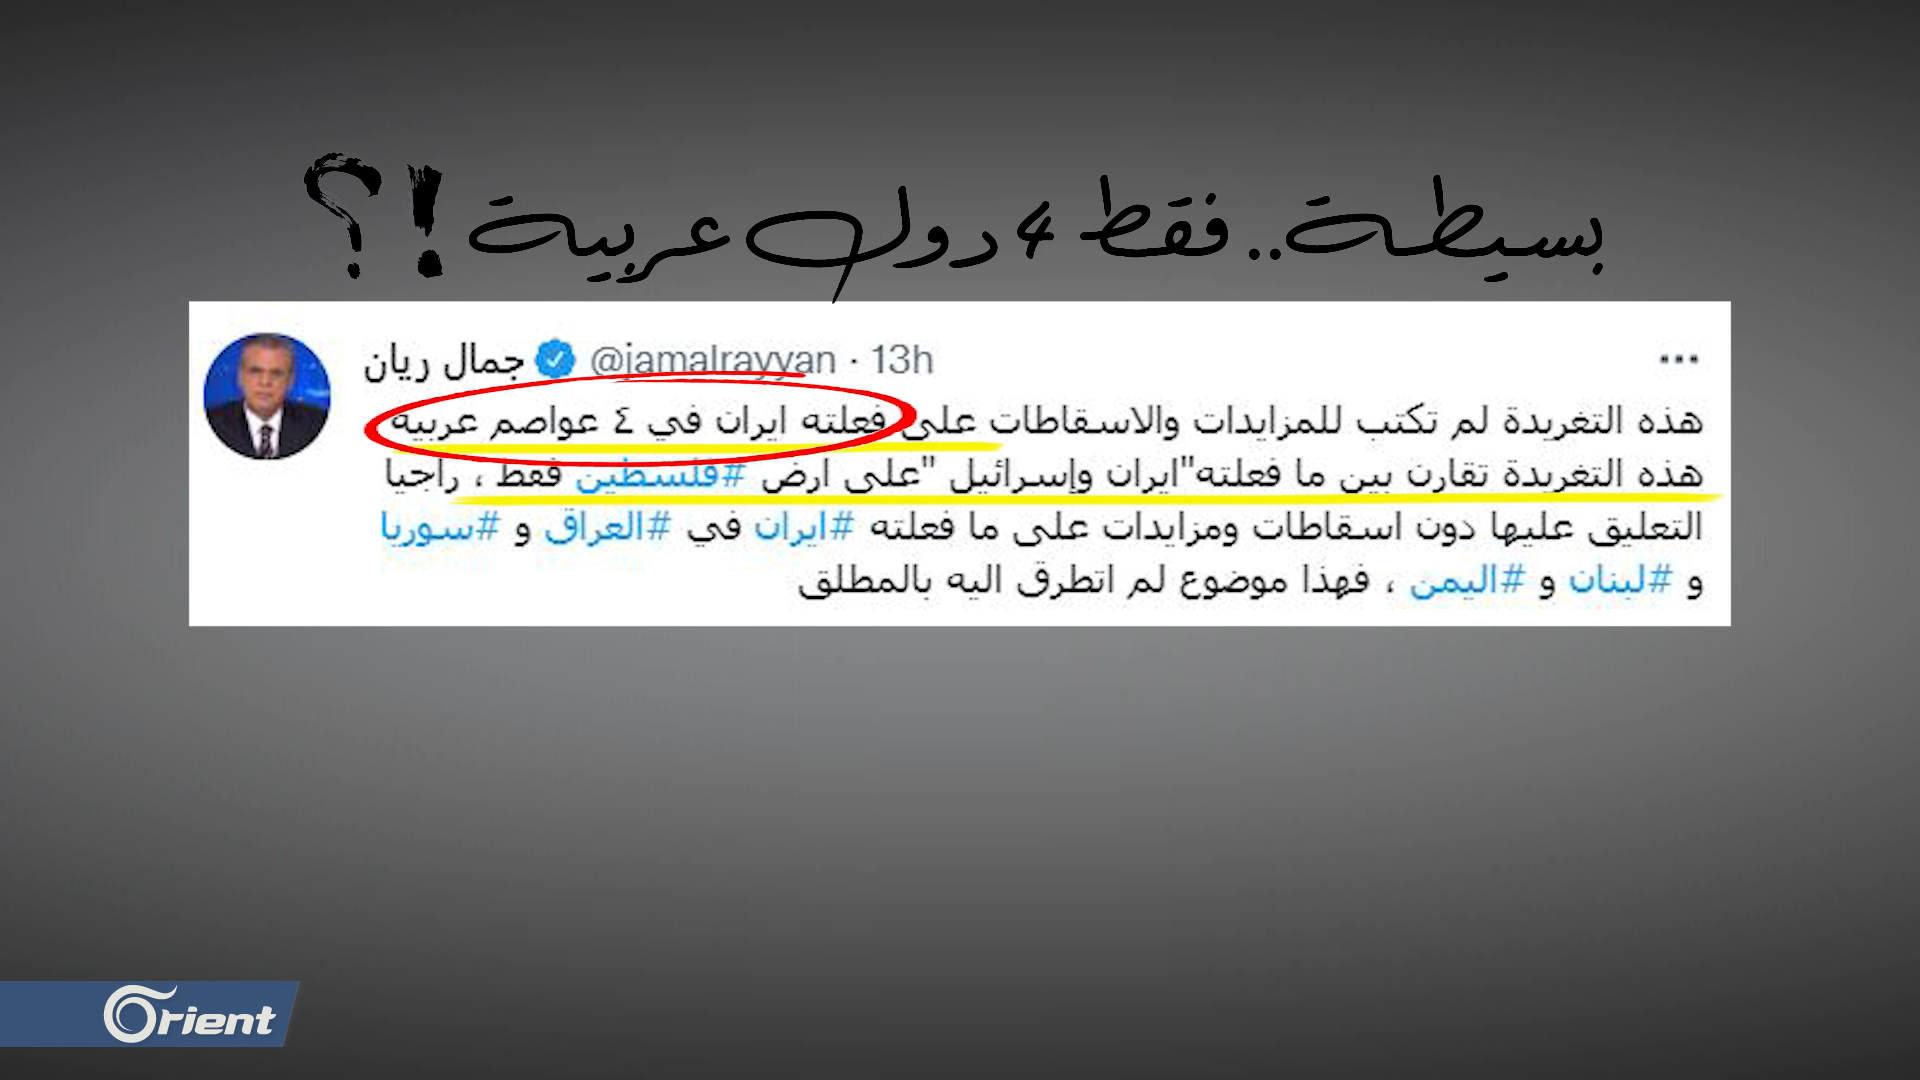 بسيطة.. فقط 4 دول عربية !؟
جمال ريان @jamalrayyan · 13h
هذه التغريدة لم تكتب للمزايدات والاسقاطات على فعلته ايران في ٤ عواصم عربية
هذه التغريدة تقارن بين ما فعلته"ايران وإسرائيل "على ارض #فلسطين فقط ، راجيا
التعليق عليها دون اسقاطات ومزايدات على ما فعلته #ايران في #العراق و #سوريا
و #لبنان و #اليمن ، فهذا موضوع لم اتطرق اليه بالمطلق
Orient